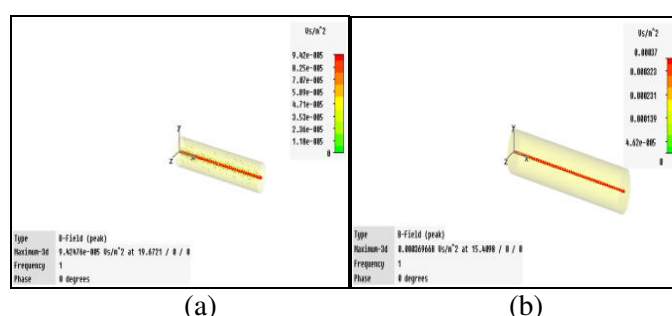 Vs/m^2
9.42e-005
8.25e-005
7.07e-005
5.89e-005
4.71e-005
3.53e-005
2.36e-005
1.18e-005
0
y
z
x
Type B-Field (peak)
Maximum-3d 9.42476e-005 Vs/m^2 at 19.6721 / 0 / 0
Frequency 1
Phase 0 degrees
(a)
Vs/m^2
0.00037
0.000323
0.000231
0.000139
4.62e-005
0
y
z
x
Type B-Field (peak)
Maximum-3d 0.000369660 Vs/m^2 at 15.4098 / 0 / 0
Frequency 1
Phase 0 degrees
(b)